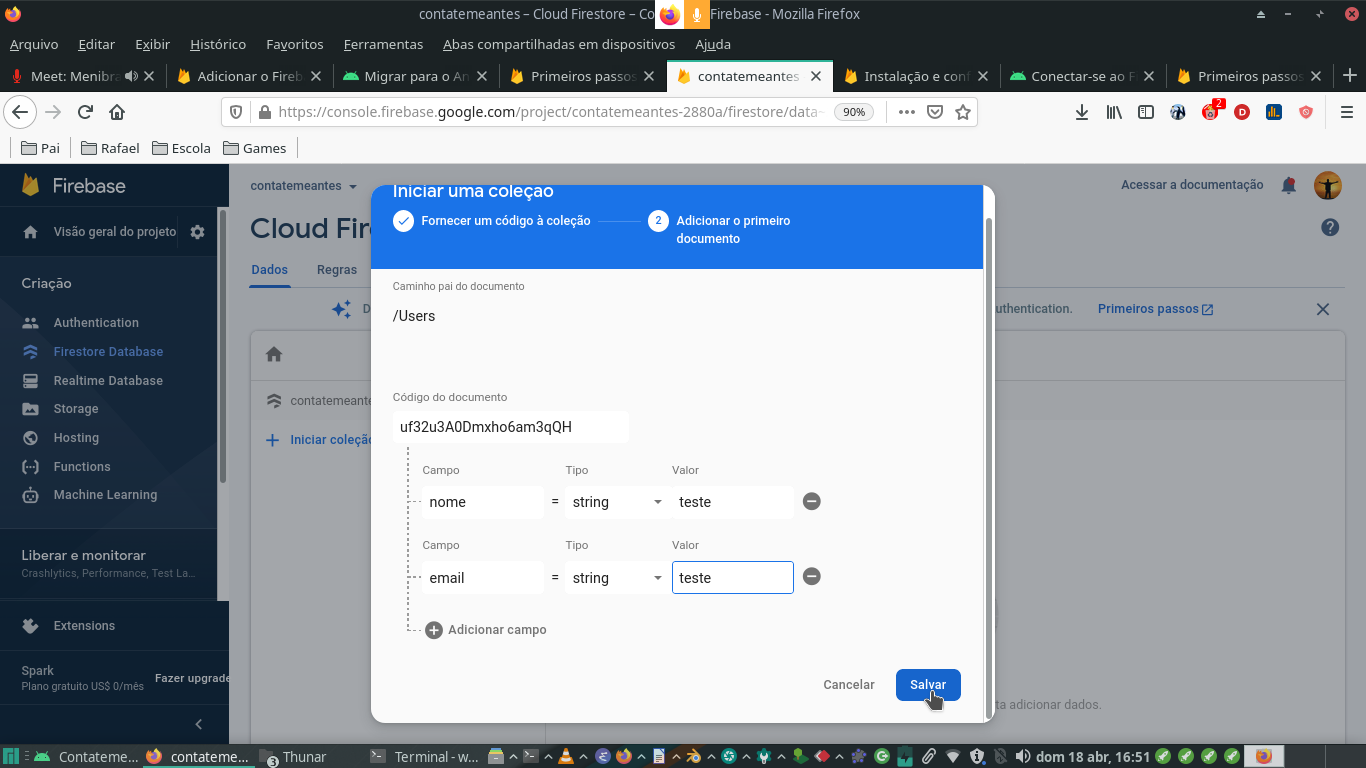 contatemeantes – Cloud Firestore – Co Firebase - Mozilla Firefox
Arquivo Editar Exibir Histórico Favoritos Ferramentas Abas compartilhadas em dispositivos Ajuda
Meet: Menibra Adicionar o Fireb Migrar para o An Primeiros passos contatemeantes Instalação e conf Conectar-se ao F Primeiros passos
https://console.firebase.google.com/project/contatemeantes-2880a/firestore/data~ 90% 2 D
Pai Rafael Escola Games
Firebase
contatemeantes
Acessar a documentação
Visão geral do projeto
Cloud Fire
Dados Regras
Criação
Authentication
Firestore Database
Realtime Database
Storage
Hosting
Functions
Machine Learning
Liberar e monitorar
Crashlytics, Performance, Test La...
Extensions
Spark
Plano gratuito US$ 0/mês
Fazer upgrade
D
uthentication. Primeiros passos
contatemeante
Iniciar coleção
ta adicionar dados.
Iniciar uma coleção
Fornecer um código à coleção
2 Adicionar o primeiro
documento
Caminho pai do documento
/Users
Código do documento
uf32u3A0Dmxho6am3qQH
Campo Tipo Valor
nome = string teste
Campo Tipo Valor
email = string teste
Adicionar campo
Cancelar Salvar
Contateme... contateme... 3 Thunar Terminal - w... dom 18 abr, 16:51